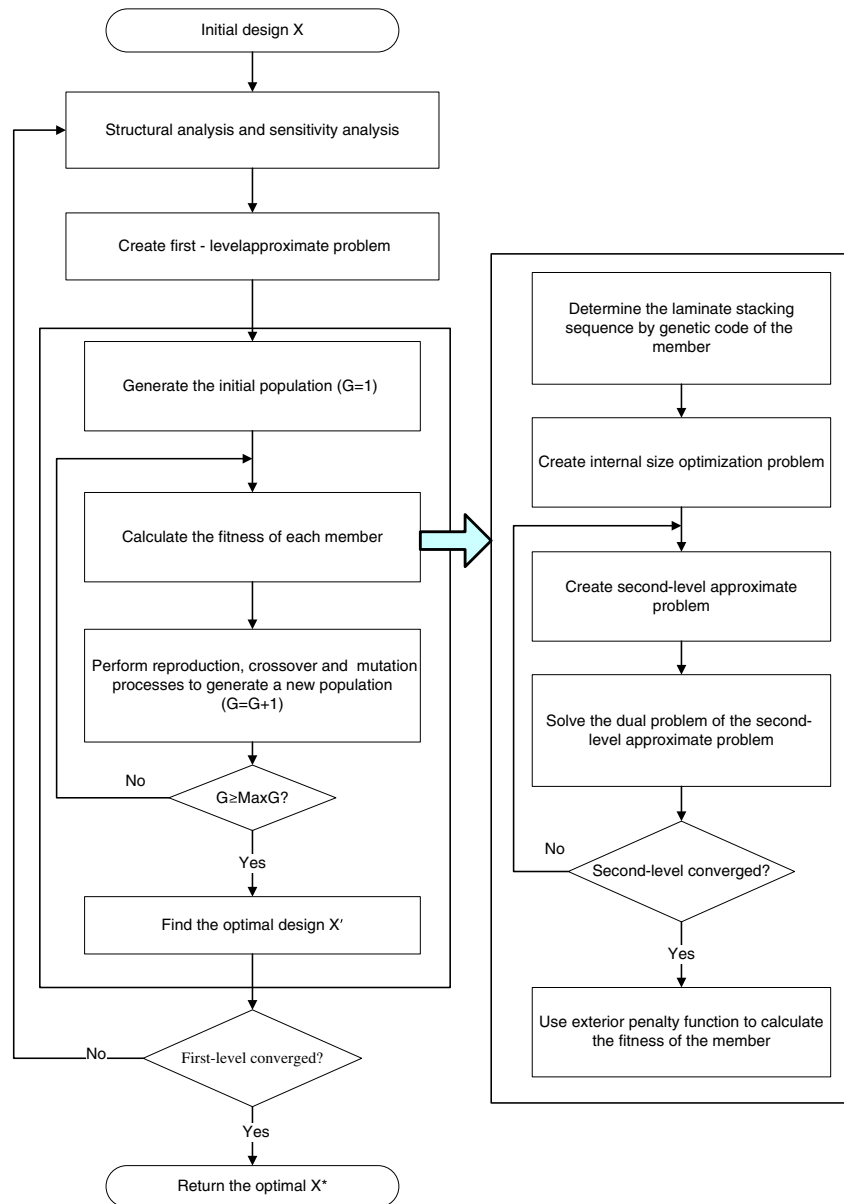 Initial design X
Structural analysis and sensitivity analysis
Create first - levelapproximate problem
Generate the initial population (G=1)
Calculate the fitness of each member
Perform reproduction, crossover and mutation
processes to generate a new population
(G=G+1)
No
G≥MaxG?
Yes
Find the optimal design X′
No
First-level converged?
Yes
Return the optimal X*
Determine the laminate stacking
sequence by genetic code of the
member
Create internal size optimization problem
Create second-level approximate
problem
Solve the dual problem of the second-
level approximate problem
No
Second-level converged?
Yes
Use exterior penalty function to calculate
the fitness of the member